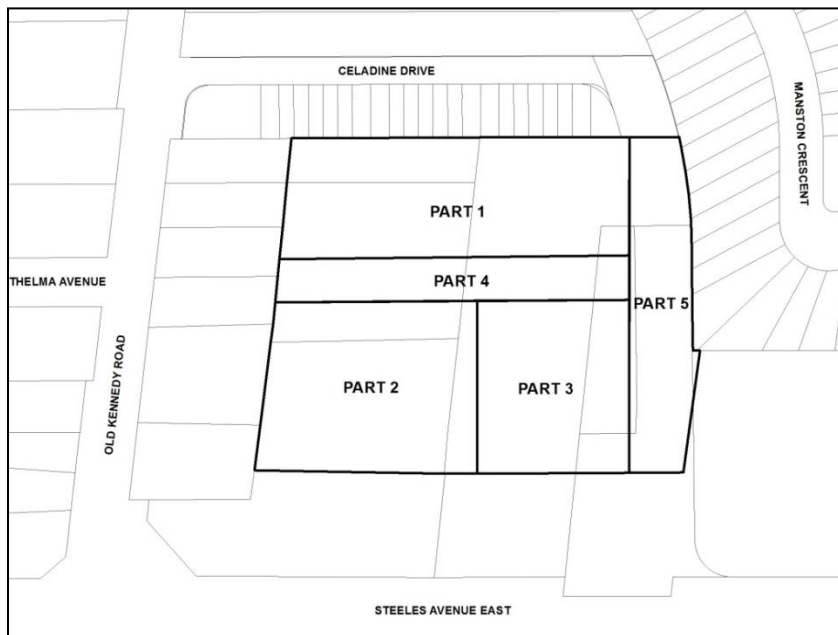 CELADINE DRIVE
MANSTON CRESCENT
PART 1
THELMA AVENUE
PART 4
PART 5
OLD KENNEDY ROAD
PART 2
PART 3
STEELES AVENUE EAST